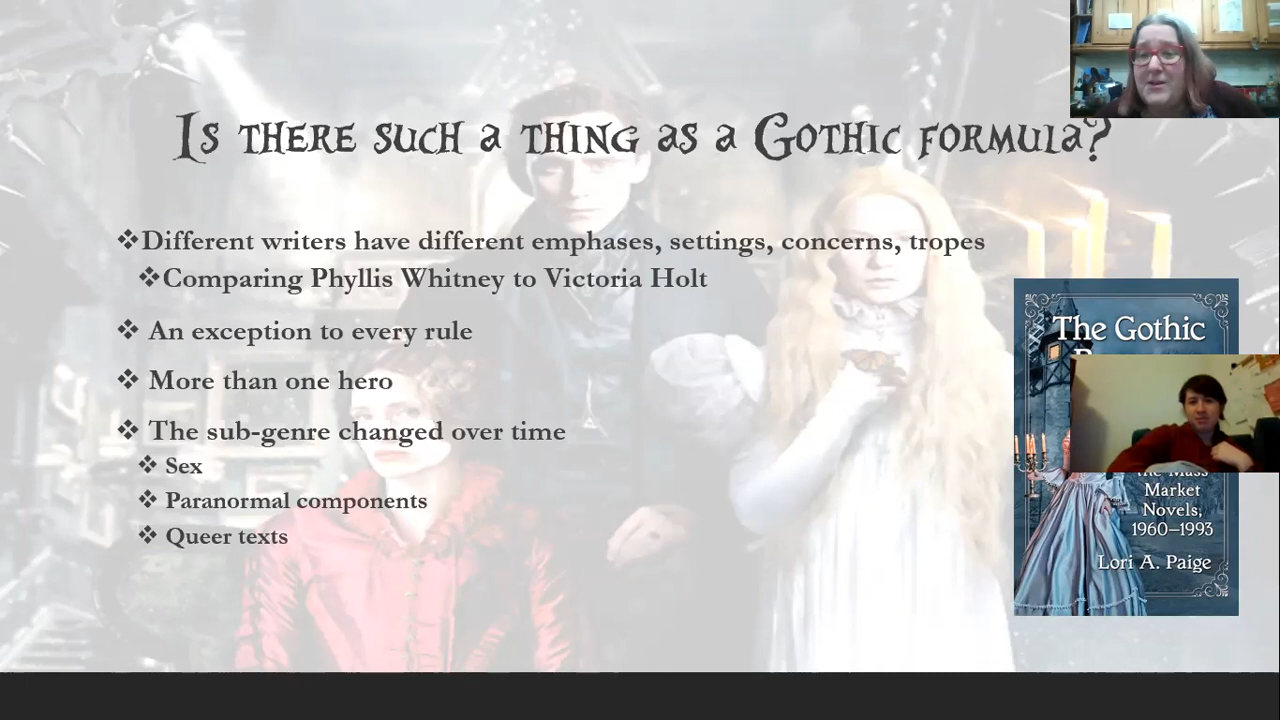 Is there such a thing as a Gothic formula?
❖Different writers have different emphases, settings, concerns, tropes
❖Comparing Phyllis Whitney to Victoria Holt
❖ An exception to every rule
❖ More than one hero
❖ The sub-genre changed over time
❖ Sex
❖ Paranormal components
❖ Queer texts
The Gothic
the Mass
Market
Novels,
1960–1993
Lori A. Paige